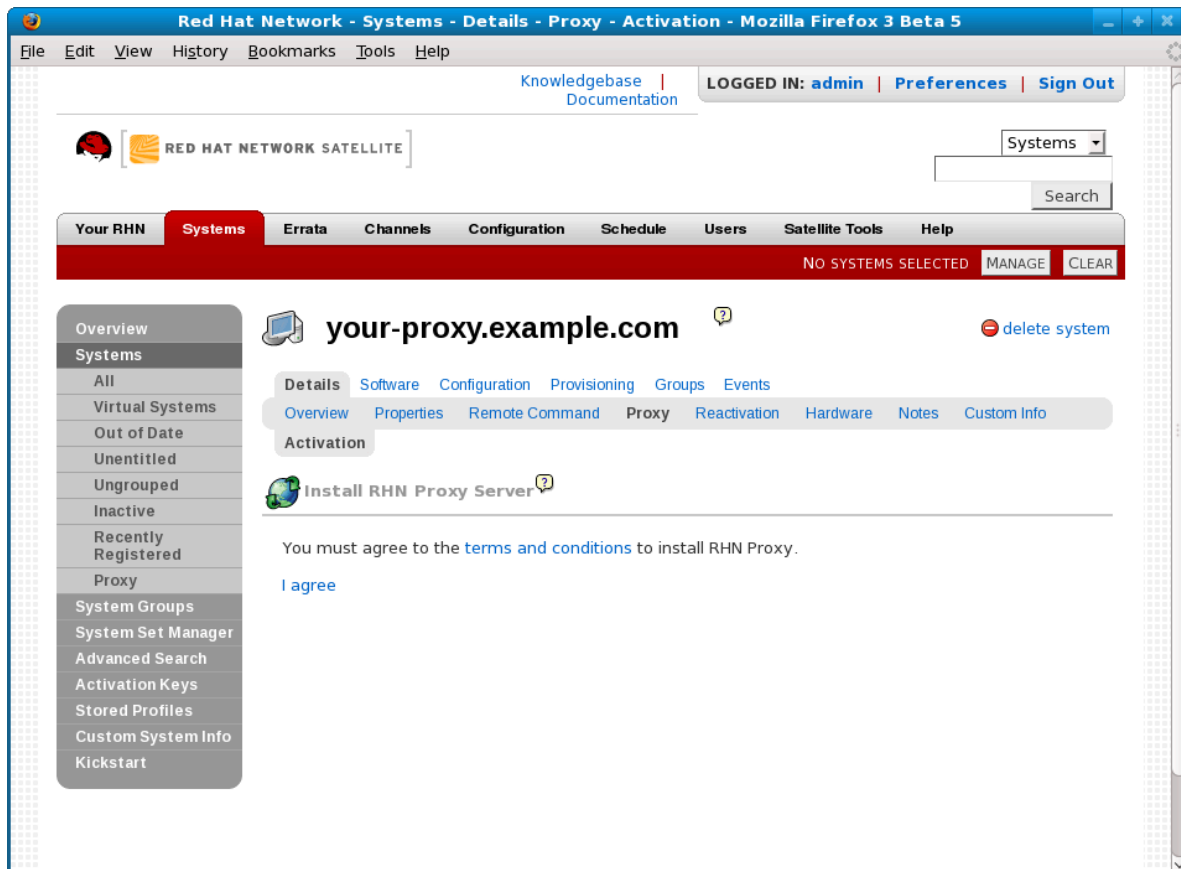 Red Hat Network - Systems - Details - Proxy - Activation - Mozilla Firefox 3 Beta 5
File Edit View History Bookmarks Tools Help
Knowledgebase |
Documentation
LOGGED IN: admin | Preferences | Sign Out
RED HAT NETWORK SATELLITE
Systems
Search
Your RHN Systems Errata Channels Configuration Schedule Users Satellite Tools Help
NO SYSTEMS SELECTED MANAGE CLEAR
Overview
Systems
All
Virtual Systems
Out of Date
Unentitled
Ungrouped
Inactive
Recently
Registered
Proxy
System Groups
System Set Manager
Advanced Search
Activation Keys
Stored Profiles
Custom System Info
Kickstart
your-proxy.example.com ?
delete system
Details Software Configuration Provisioning Groups Events
Overview Properties Remote Command Proxy Reactivation Hardware Notes Custom Info
Activation
Install RHN Proxy Server ?
You must agree to the terms and conditions to install RHN Proxy.
I agree